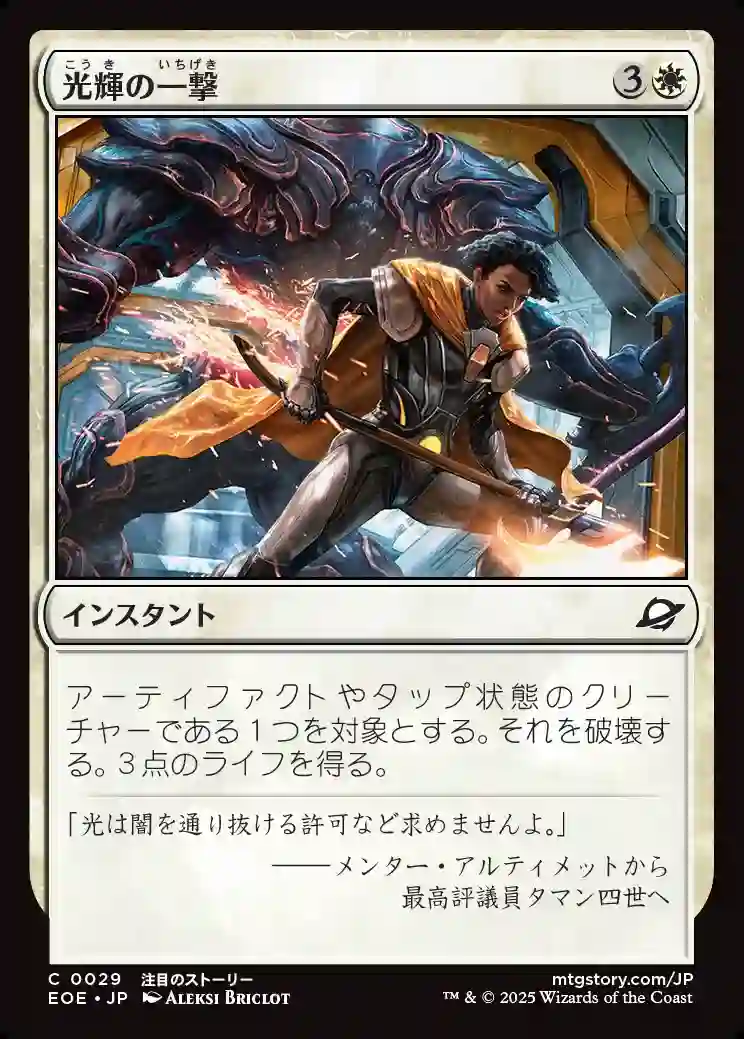 こうき いちげき
光輝の一撃
3
インスタント
アーティファクトやタップ状態のクリー
チャーである1つを対象とする。それを破壊す
る。3点のライフを得る。
「光は闇を通り抜ける許可など求めませんよ。」
――メンター・アルティメットから
最高評議員タマン四世へ
C 0029 注目のストーリー
mtgstory.com/JP
EOE • JP ALEKSI BRICLOT
™ & © 2025 Wizards of the Coast